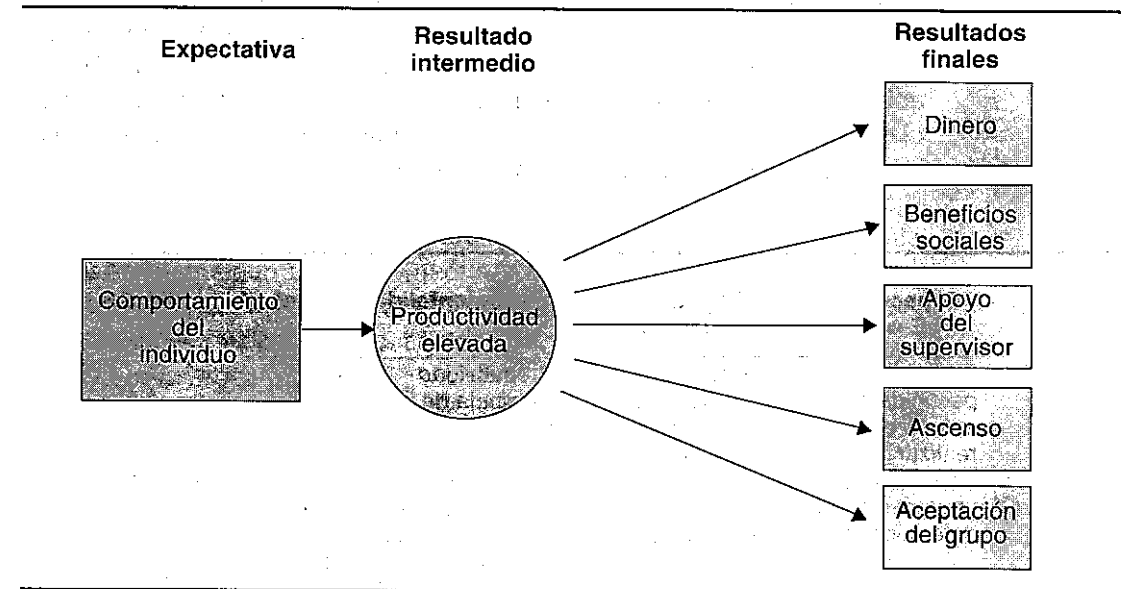 Expectativa
Resultado
intermedio
Resultados
finales
Comportamiento
del
individuo
Productividad
elevada
Dinero
Beneficios
sociales
Apoyo
del
supervisor
Ascenso
Aceptación
del grupo